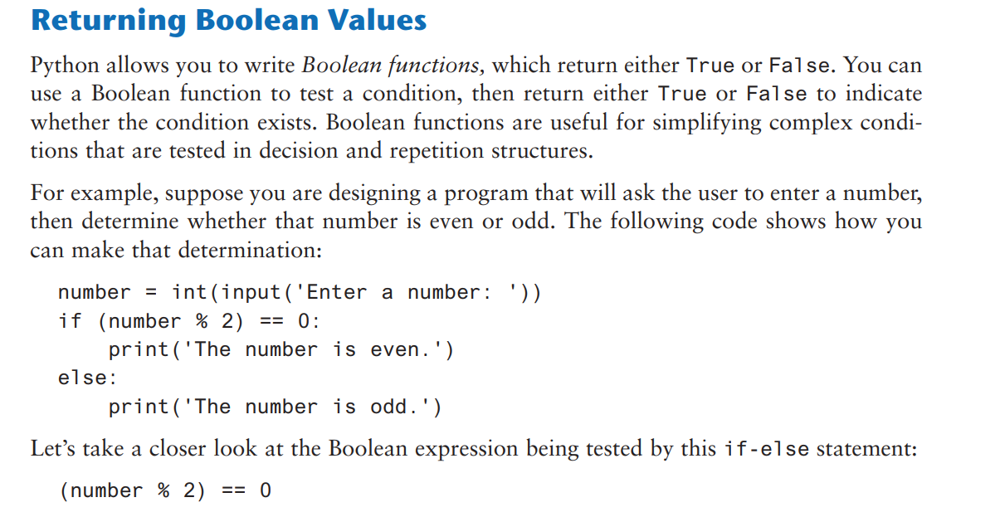 Returning Boolean Values
Python allows you to write Boolean functions, which return either True or False. You can
use a Boolean function to test a condition, then return either True or False to indicate
whether the condition exists. Boolean functions are useful for simplifying complex condi-
tions that are tested in decision and repetition structures.
For example, suppose you are designing a program that will ask the user to enter a number,
then determine whether that number is even or odd. The following code shows how you
can make that determination:
number = int(input('Enter a number: '))
if (number % 2) == 0:
    print('The number is even.')
else:
    print('The number is odd.')
Let’s take a closer look at the Boolean expression being tested by this if-else statement:
(number % 2) == 0